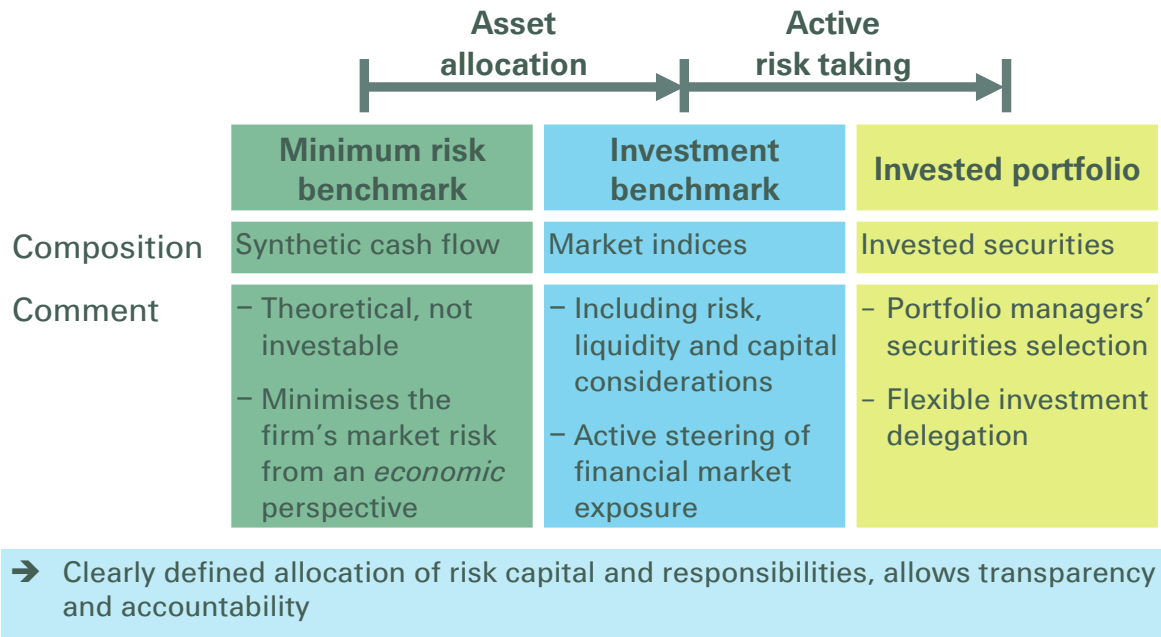 Asset
allocation
Active
risk taking
Minimum risk
benchmark
Investment
benchmark
Invested portfolio
Composition
Synthetic cash flow
Market indices
Invested securities
Comment
– Theoretical, not
investable
– Minimises the
firm's market risk
from an economic
perspective
– Including risk,
liquidity and capital
considerations
– Active steering of
financial market
exposure
– Portfolio managers'
securities selection
– Flexible investment
delegation
➔ Clearly defined allocation of risk capital and responsibilities, allows transparency
and accountability